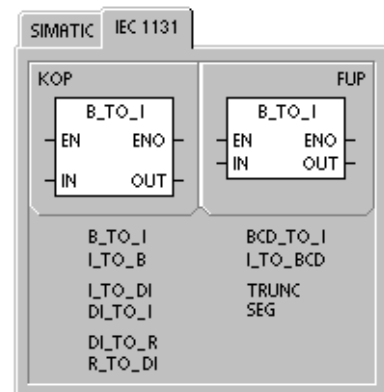 SIMATIC IEC 1131
KOP FUP
B_TO_I B_TO_I
EN ENO EN ENO
IN OUT IN OUT
B_TO_I BCD_TO_I
I_TO_B I_TO_BCD
I_TO_DI TRUNC
DI_TO_I SEG
DI_TO_R
R_TO_DI